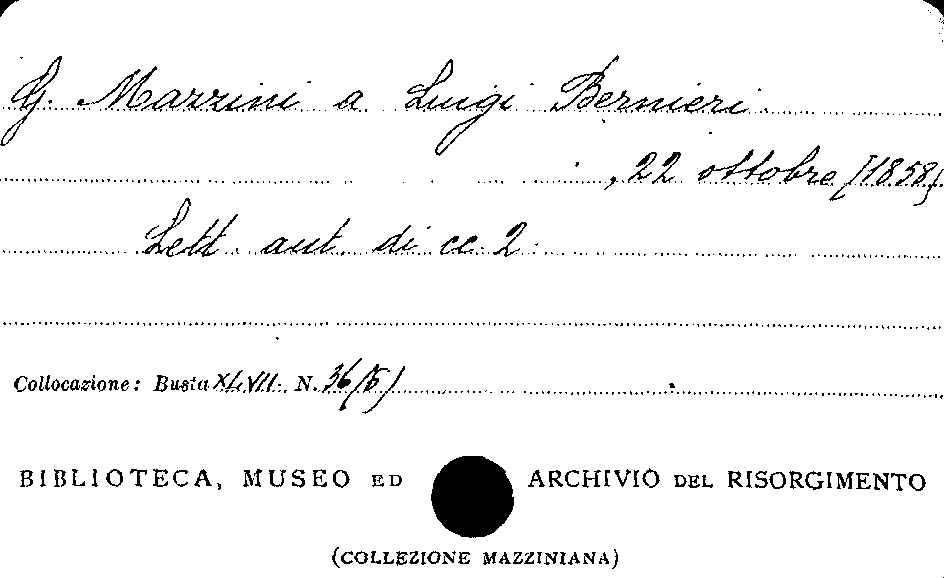 G. Mazzini a Luigi Bernieri
, 22 ottobre [1858]
Lett. aut. di cc. 2.
Collocazione: Busta XLVII. N. 36(5)
BIBLIOTECA, MUSEO ED ARCHIVIO DEL RISORGIMENTO
(COLLEZIONE MAZZINIANA)